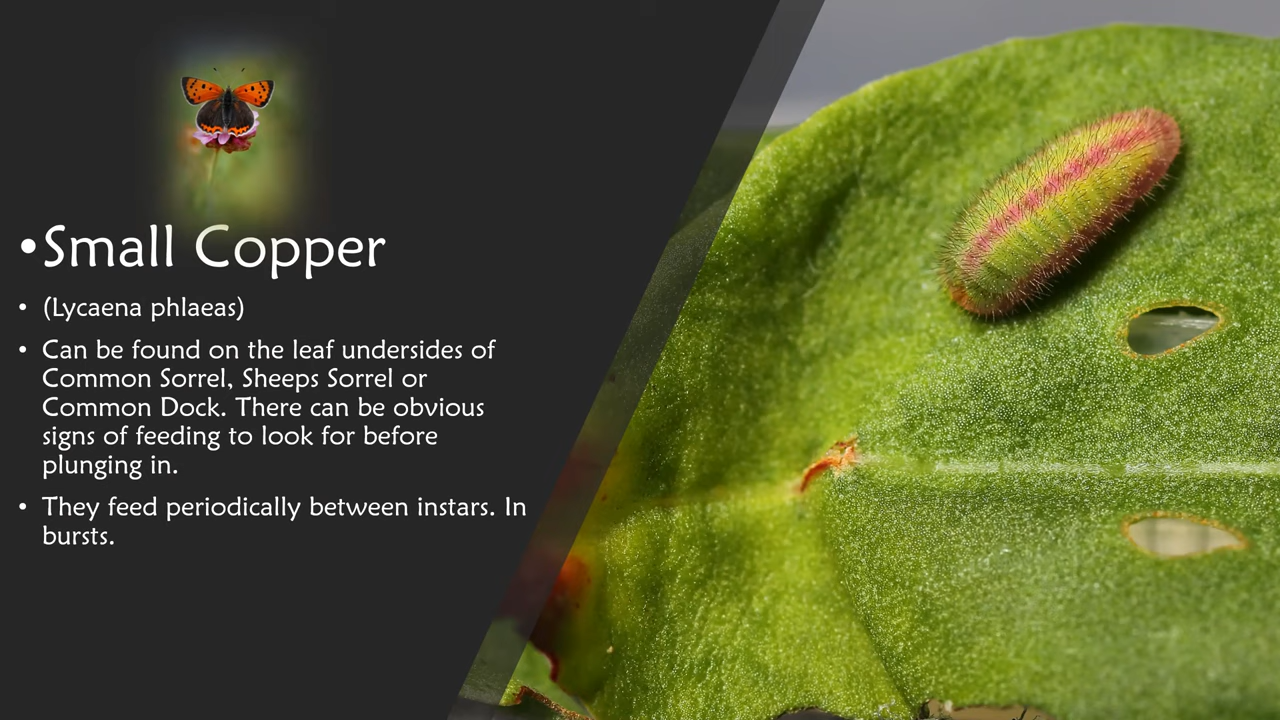 •Small Copper
• (Lycaena phlaeas)
• Can be found on the leaf undersides of
Common Sorrel, Sheeps Sorrel or
Common Dock. There can be obvious
signs of feeding to look for before
plunging in.
• They feed periodically between instars. In
bursts.